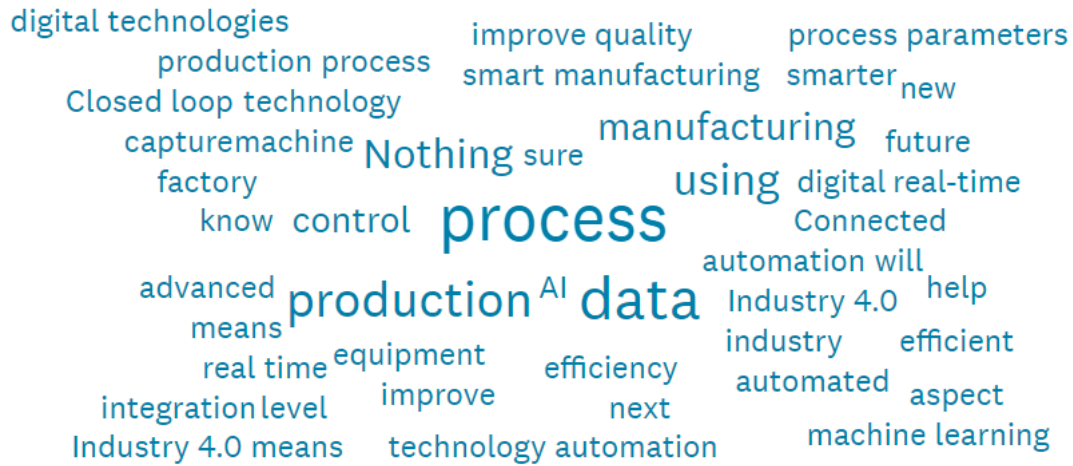 digital technologies
improve quality
process parameters
production process
smart manufacturing
smarter
new
Closed loop technology
manufacturing
capturemachine
Nothing
sure
future
factory
using
digital real-time
know
control
process
Connected
automation will
advanced
production
AI
data
Industry 4.0
help
means
industry
efficient
real time
equipment
efficiency
automated
aspect
integration level
improve
next
Industry 4.0 means
technology automation
machine learning